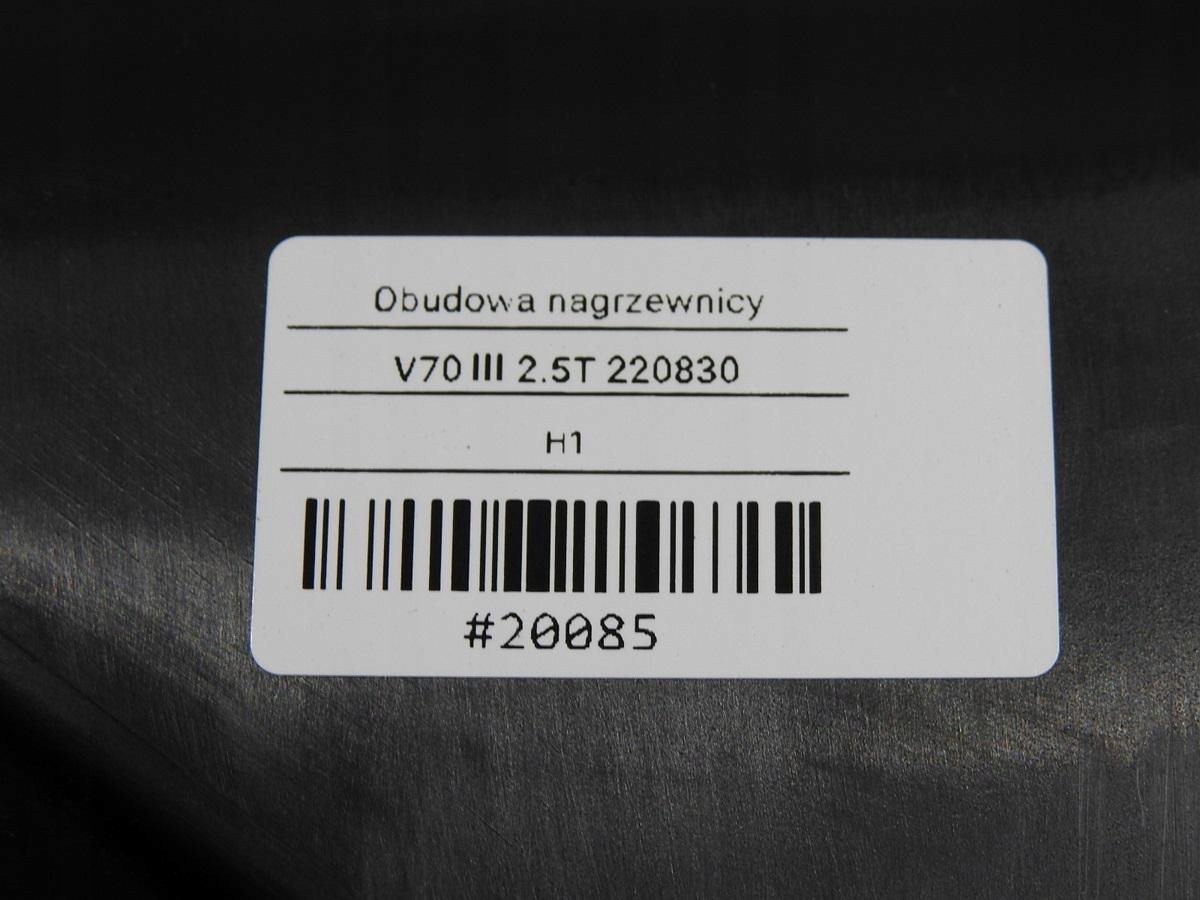 Obudowa nagrzewnicy
V70 III 2.5T 220830
H1
#20085